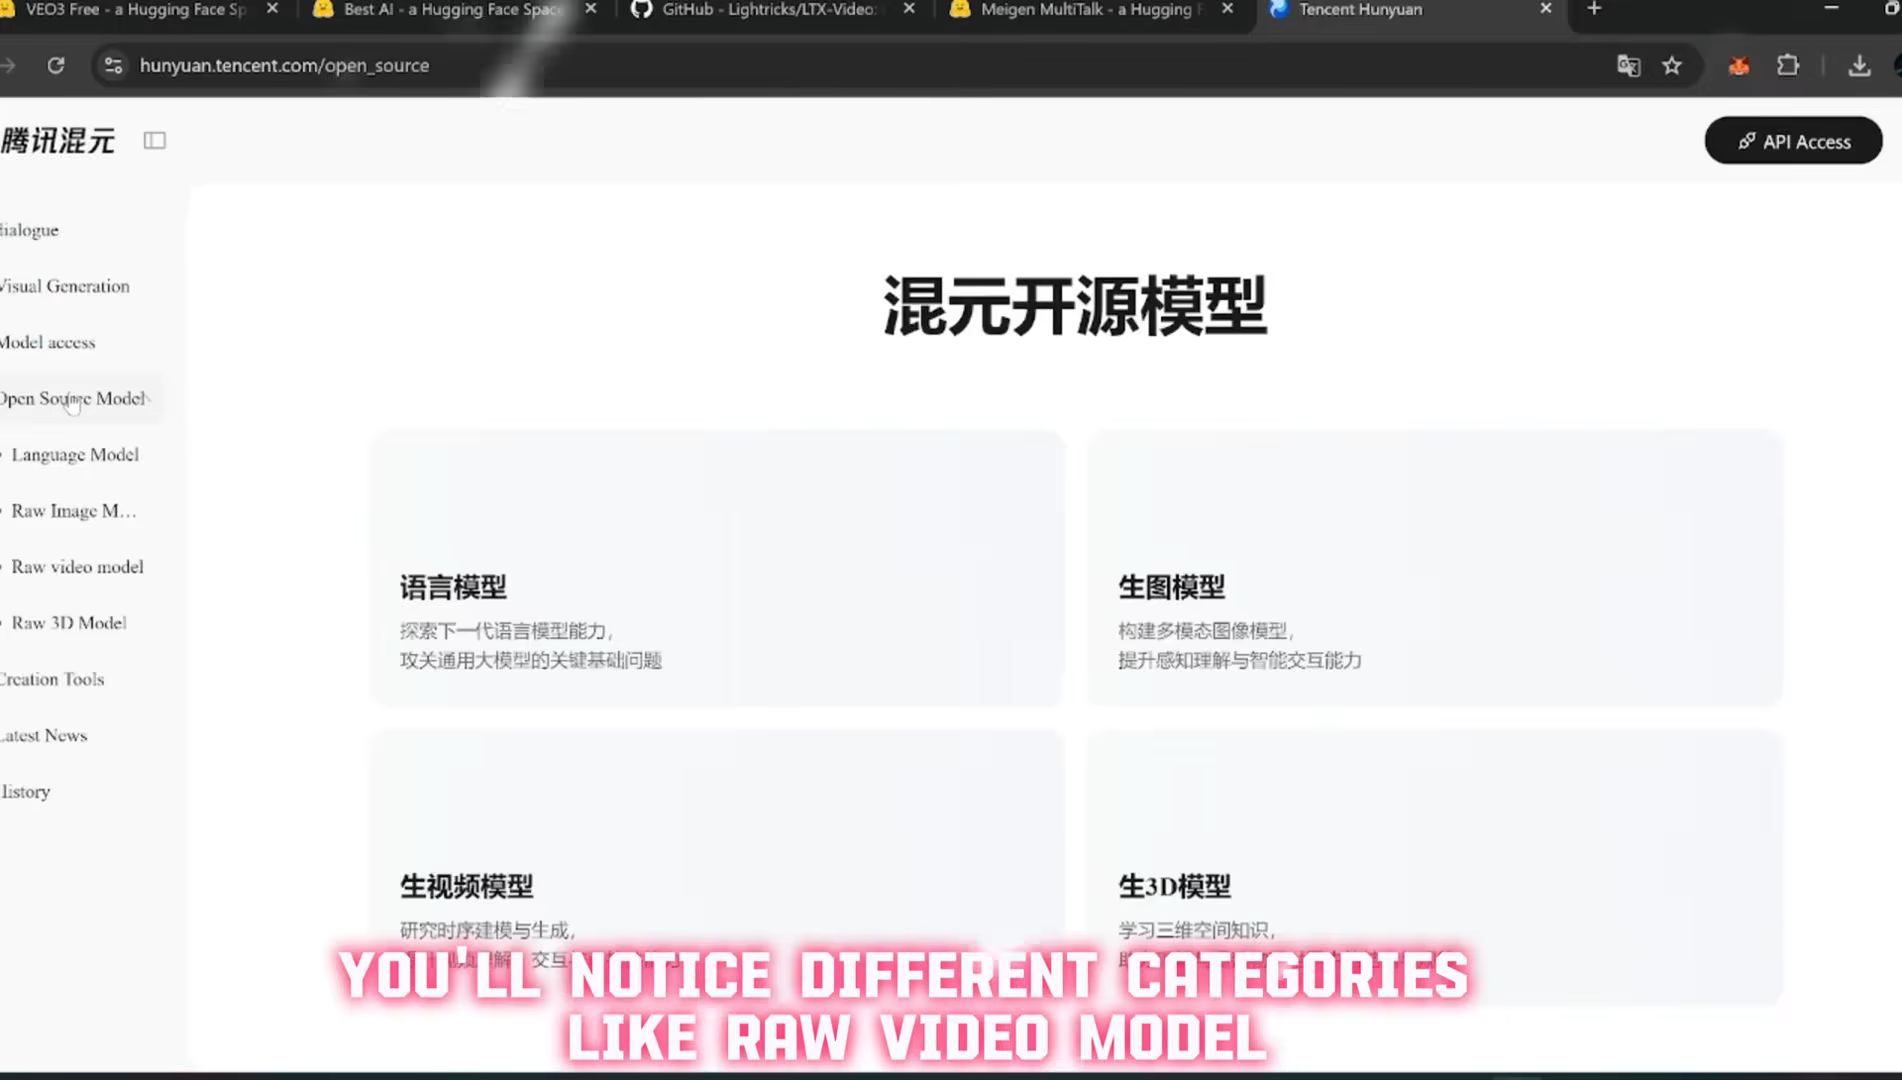 VEO3 Free - a Hugging Face Sp
Best AI - a Hugging Face Space
GitHub - Lightricks/LTX-Video:
Meigen MultiTalk - a Hugging F
Tencent Hunyuan
hunyuan.tencent.com/open_source
腾讯混元
API Access
ialogue
Visual Generation
Model access
Open Source Model
Language Model
Raw Image M...
Raw video model
Raw 3D Model
Creation Tools
Latest News
History
混元开源模型
语言模型
探索下一代语言模型能力，
攻关通用大模型的关键基础问题
生图模型
构建多模态图像模型，
提升感知理解与智能交互能力
生视频模型
研究时序建模与生成，
交互
生3D模型
学习三维空间知识，
YOU'LL NOTICE DIFFERENT CATEGORIES
LIKE RAW VIDEO MODEL